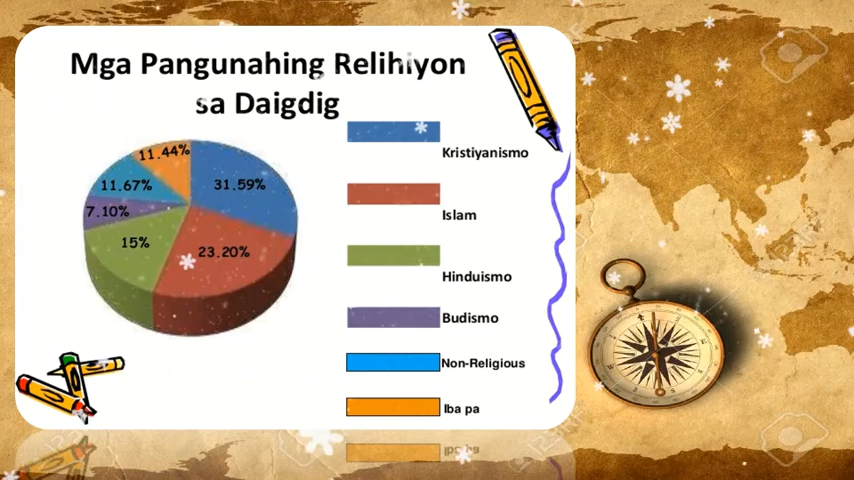 Mga Pangunahing Relihiyon
sa Daigdig
11.44%
31.59%
11.67%
7.10%
15%
23.20%
Kristiyanismo
Islam
Hinduismo
Budismo
Non-Religious
Iba pa